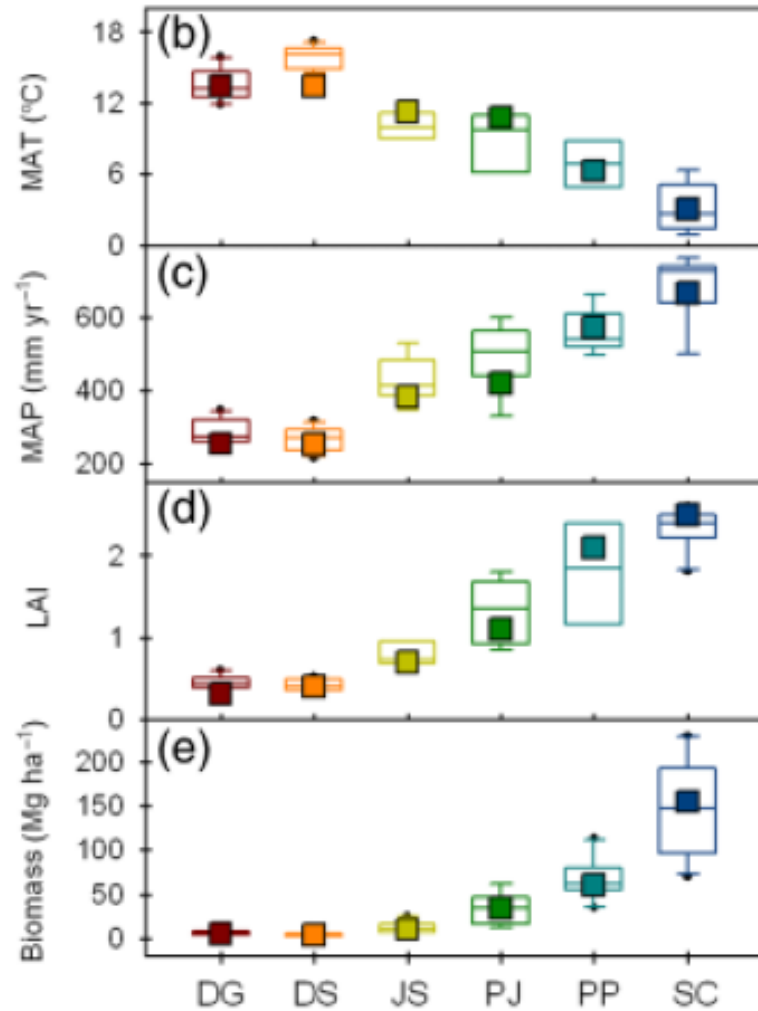 (b)
MAT (ºC)
18
12
6
0
(c)
MAP (mm yr⁻¹)
600
400
200
(d)
LAI
2
1
0
(e)
Biomass (Mg ha⁻¹)
200
150
100
50
0
DG DS JS PJ PP SC